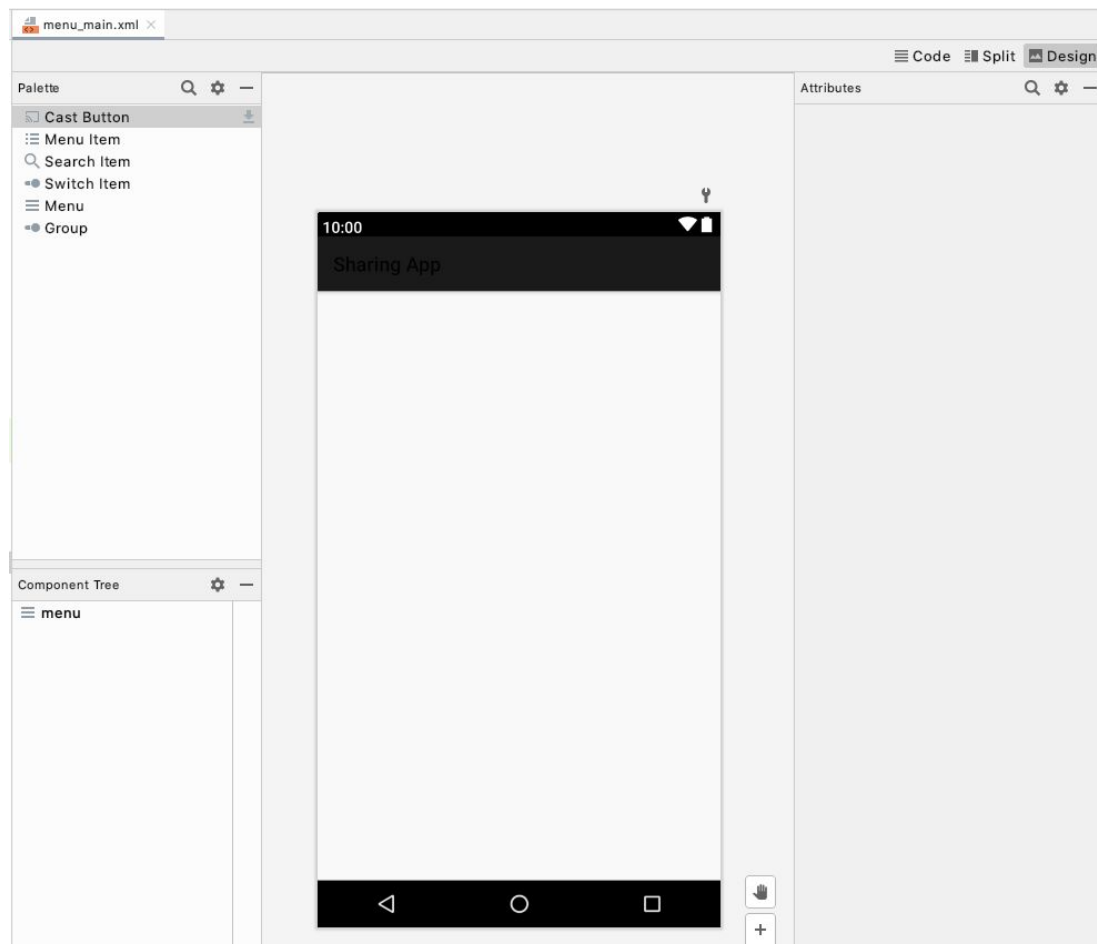 menu_main.xml
Code Split Design
Palette
Attributes
Cast Button
Menu Item
Search Item
Switch Item
Menu
Group
10:00
Sharing App
Component Tree
menu